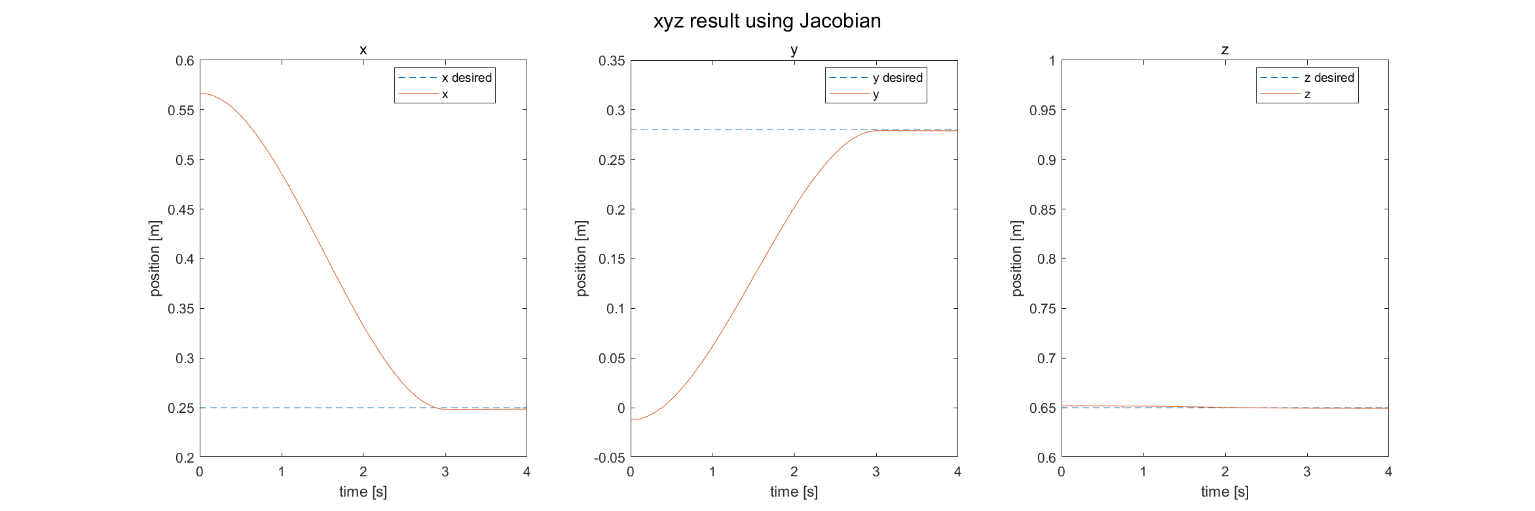 xyz result using Jacobian
x
0.6
0.55
0.5
0.45
0.4
0.35
0.3
0.25
0.2
0
1
2
3
4
position [m]
time [s]
x desired
x
y
0.35
0.3
0.25
0.2
0.15
0.1
0.05
0
-0.05
0
1
2
3
4
position [m]
time [s]
y desired
y
z
1
0.95
0.9
0.85
0.8
0.75
0.7
0.65
0.6
0
1
2
3
4
position [m]
time [s]
z desired
z